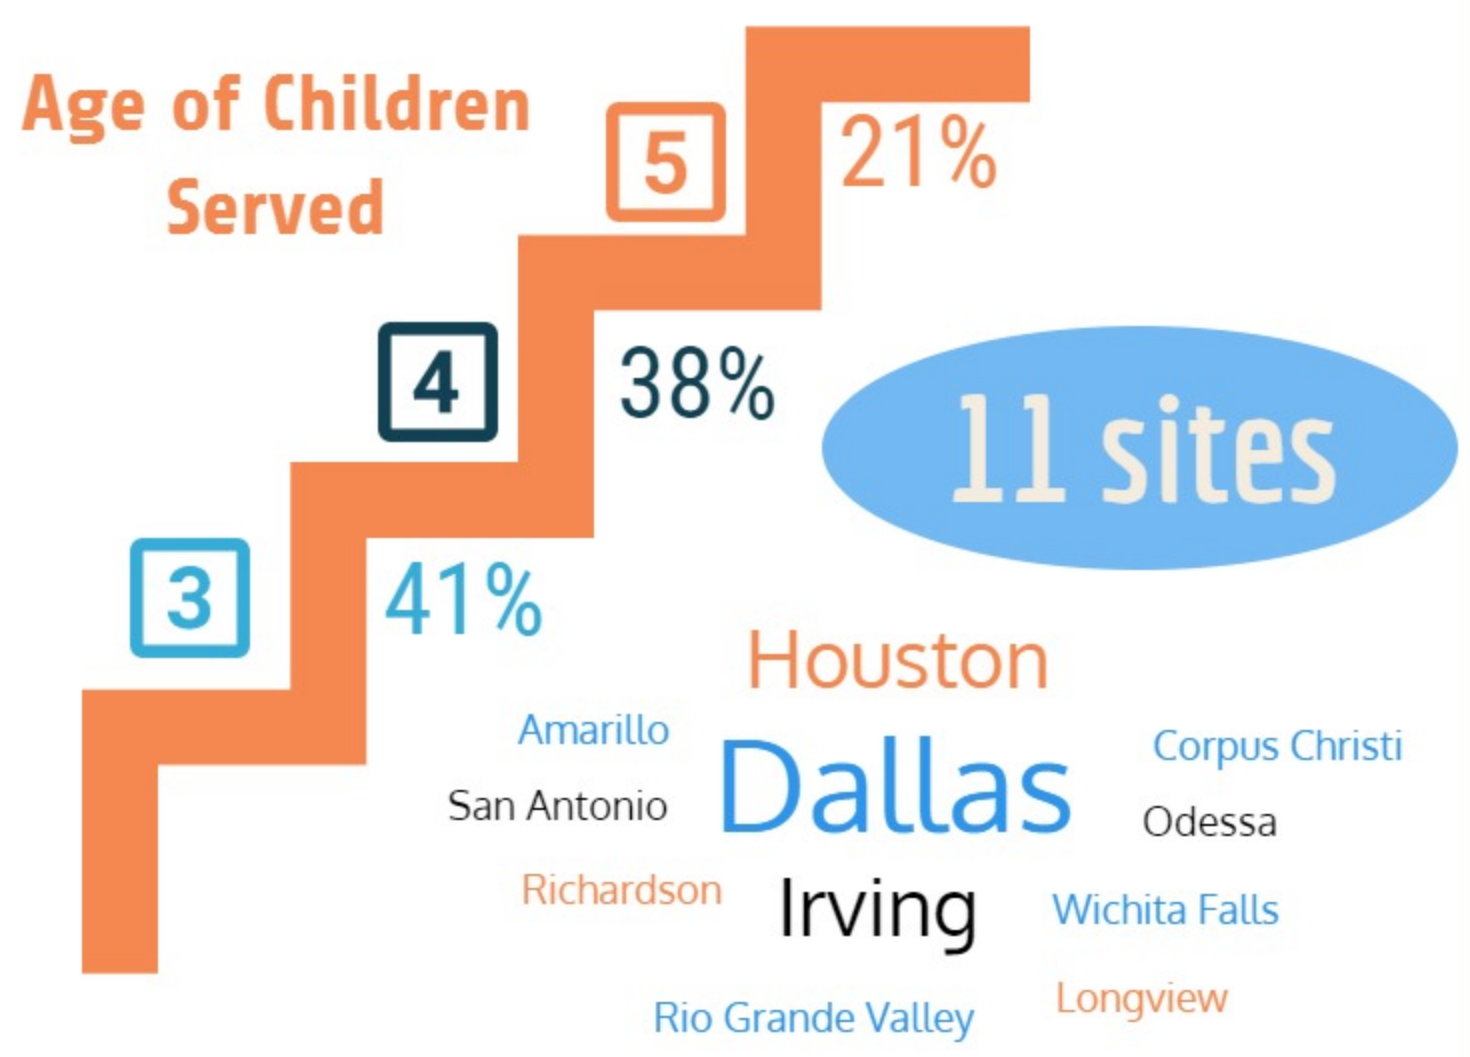 Age of Children
Served
5
21%
4
38%
11 sites
3
41%
Houston
Amarillo
Dallas
Corpus Christi
San Antonio
Odessa
Richardson
Irving
Wichita Falls
Longview
Rio Grande Valley